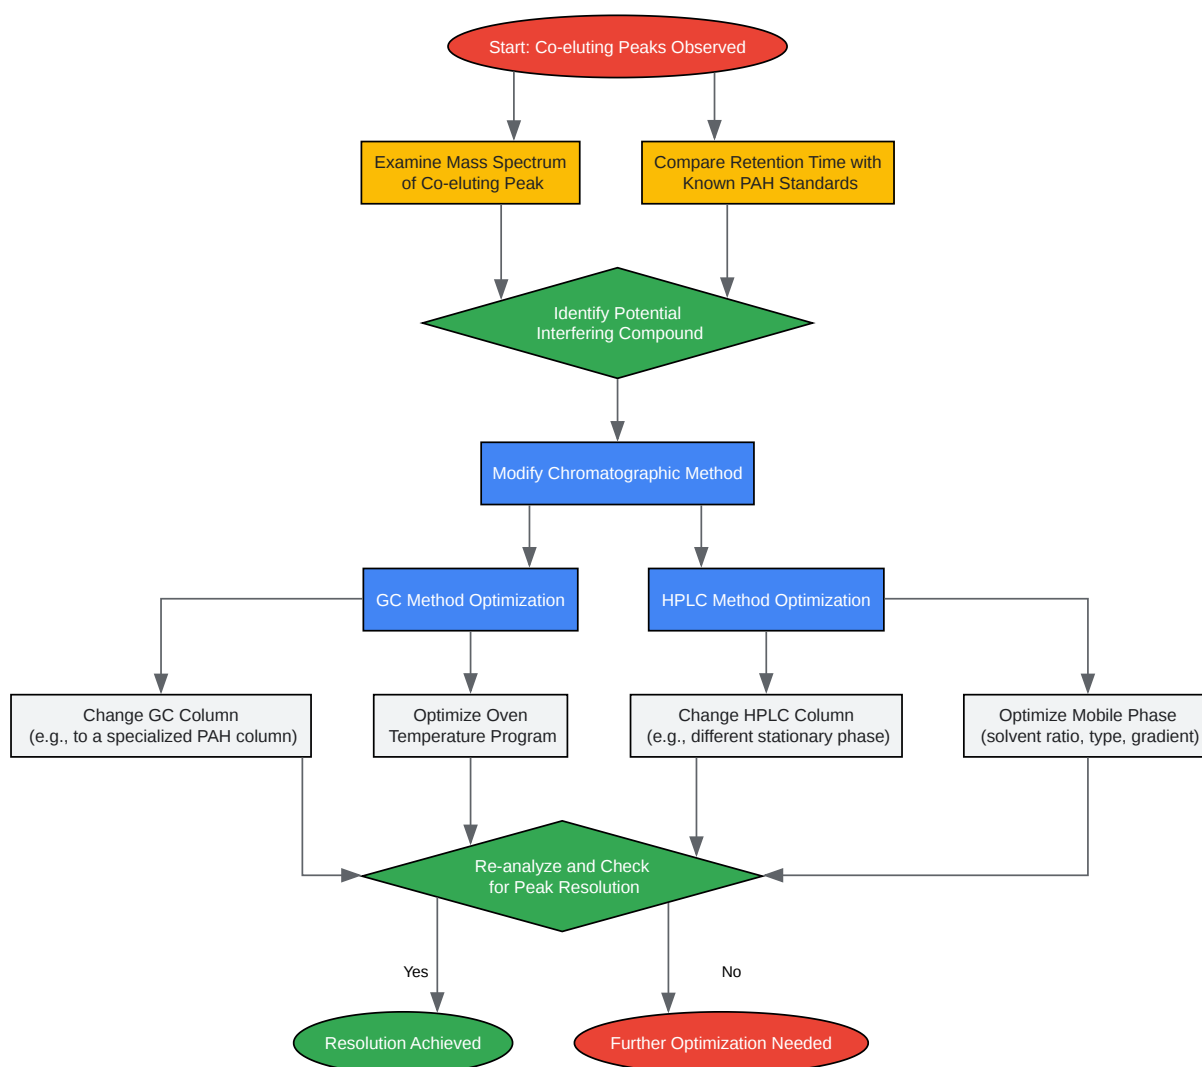 Start: Co-eluting Peaks Observed
Examine Mass Spectrum
of Co-eluting Peak
Compare Retention Time with
Known PAH Standards
Identify Potential
Interfering Compound
Modify Chromatographic Method
GC Method Optimization
HPLC Method Optimization
Change GC Column
(e.g., to a specialized PAH column)
Optimize Oven
Temperature Program
Change HPLC Column
(e.g., different stationary phase)
Optimize Mobile Phase
(solvent ratio, type, gradient)
Re-analyze and Check
for Peak Resolution
Yes
No
Resolution Achieved
Further Optimization Needed